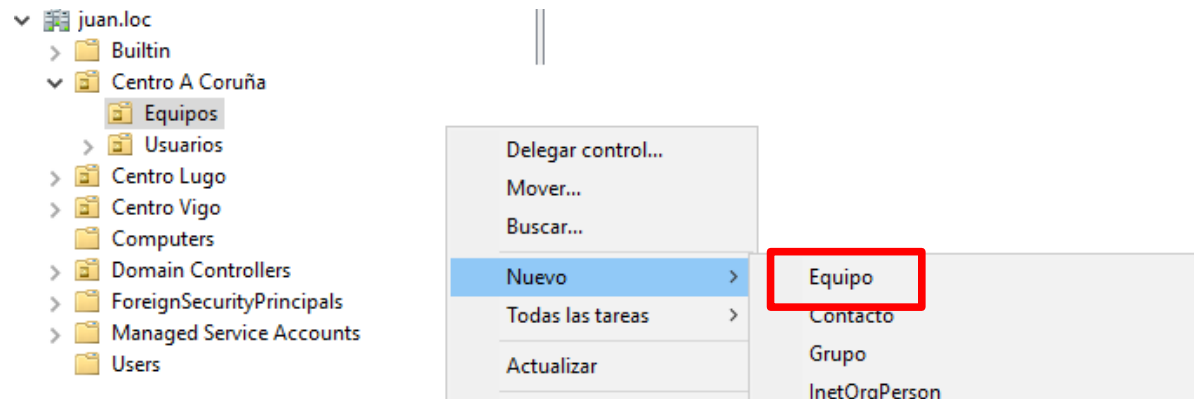 juan.loc
Builtin
Centro A Coruña
Equipos
Usuarios
Centro Lugo
Centro Vigo
Computers
Domain Controllers
ForeignSecurityPrincipals
Managed Service Accounts
Users
Delegar control...
Mover...
Buscar...
Nuevo
Todas las tareas
Actualizar
Equipo
Contacto
Grupo
InetOrgPerson